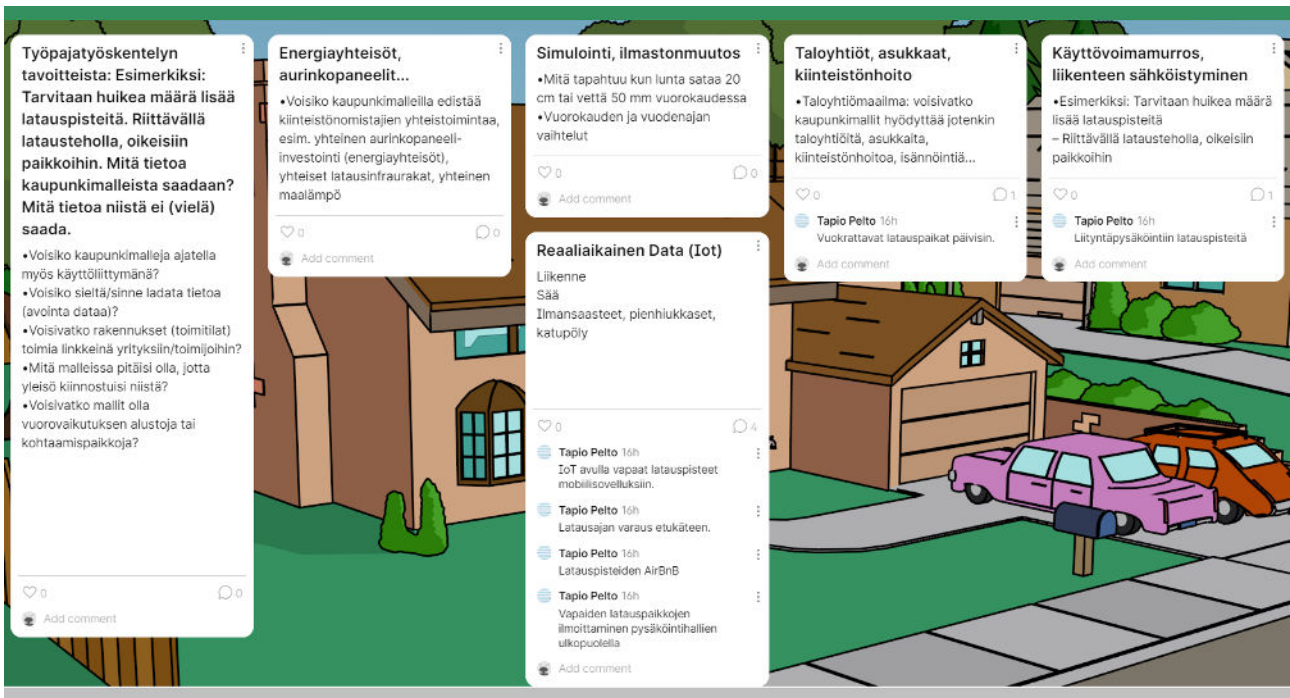 Työpajatyöskentelyn
tavoitteista: Esimerkiksi:
Tarvitaan huikea määrä lisää
latauspisteitä. Riittävällä
latausteholla, oikeisiin
paikkoihin. Mitä tietoa
kaupunkimalleista saadaan?
Mitä tietoa niistä ei (vielä)
saada.
•Voisiko kaupunkimalleja ajatella
myös käyttöliittymänä?
•Voisiko sieltä/sinne ladata tietoa
(avointa dataa)?
•Voisivatko rakennukset (toimitilat)
toimia linkkeinä yrityksiin/toimijoihin?
•Mitä malleissa pitäisi olla, jotta
yleisö kiinnostuisi niistä?
•Voisivatko mallit olla
vuorovaikutuksen alustoja tai
kohtaamispaikkoja?
0
0
Add comment
Energiayhteisöt,
aurinkopaneelit...
•Voisiko kaupunkimalleilla edistää
kiinteistönomistajien yhteistoimintaa,
esim. yhteinen aurinkopaneeli-
investointi (energiayhteisöt),
yhteiset latausinfraurakat, yhteinen
maalämpö
0
0
Add comment
Simulointi, ilmastonmuutos
•Mitä tapahtuu kun lunta sataa 20
cm tai vettä 50 mm vuorokaudessa
•Vuorokauden ja vuodenajan
vaihtelut
0
0
Add comment
Reaaliaikainen Data (Iot)
Liikenne
Sää
Ilmansaasteet, pienhiukkaset,
katupöly
0
4
Tapio Pelto 16h
IoT avulla vapaat latauspisteet
mobiilisovelluksiin.
Tapio Pelto 16h
Latausajan varaus etukäteen.
Tapio Pelto 16h
Latauspisteiden AirBnB
Tapio Pelto 16h
Vapaiden latauspaikkojen
ilmoittaminen pysäköintihallien
ulkopuolella
Add comment
Taloyhtiöt, asukkaat,
kiinteistönhoito
•Taloyhtiömaailma: voisivatko
kaupunkimallit hyödyttää jotenkin
taloyhtiöitä, asukkaita,
kiinteistönhoitoa, isännöintiä...
0
1
Tapio Pelto 16h
Vuokrattavat latauspaikat päivisin.
Add comment
Käyttövoimamurros,
liikenteen sähköistyminen
•Esimerkiksi: Tarvitaan huikea määrä
lisää latauspisteitä
– Riittävällä latausteholla, oikeisiin
paikkoihin
0
1
Tapio Pelto 16h
Liityntäpysäköintiin latauspisteitä
Add comment